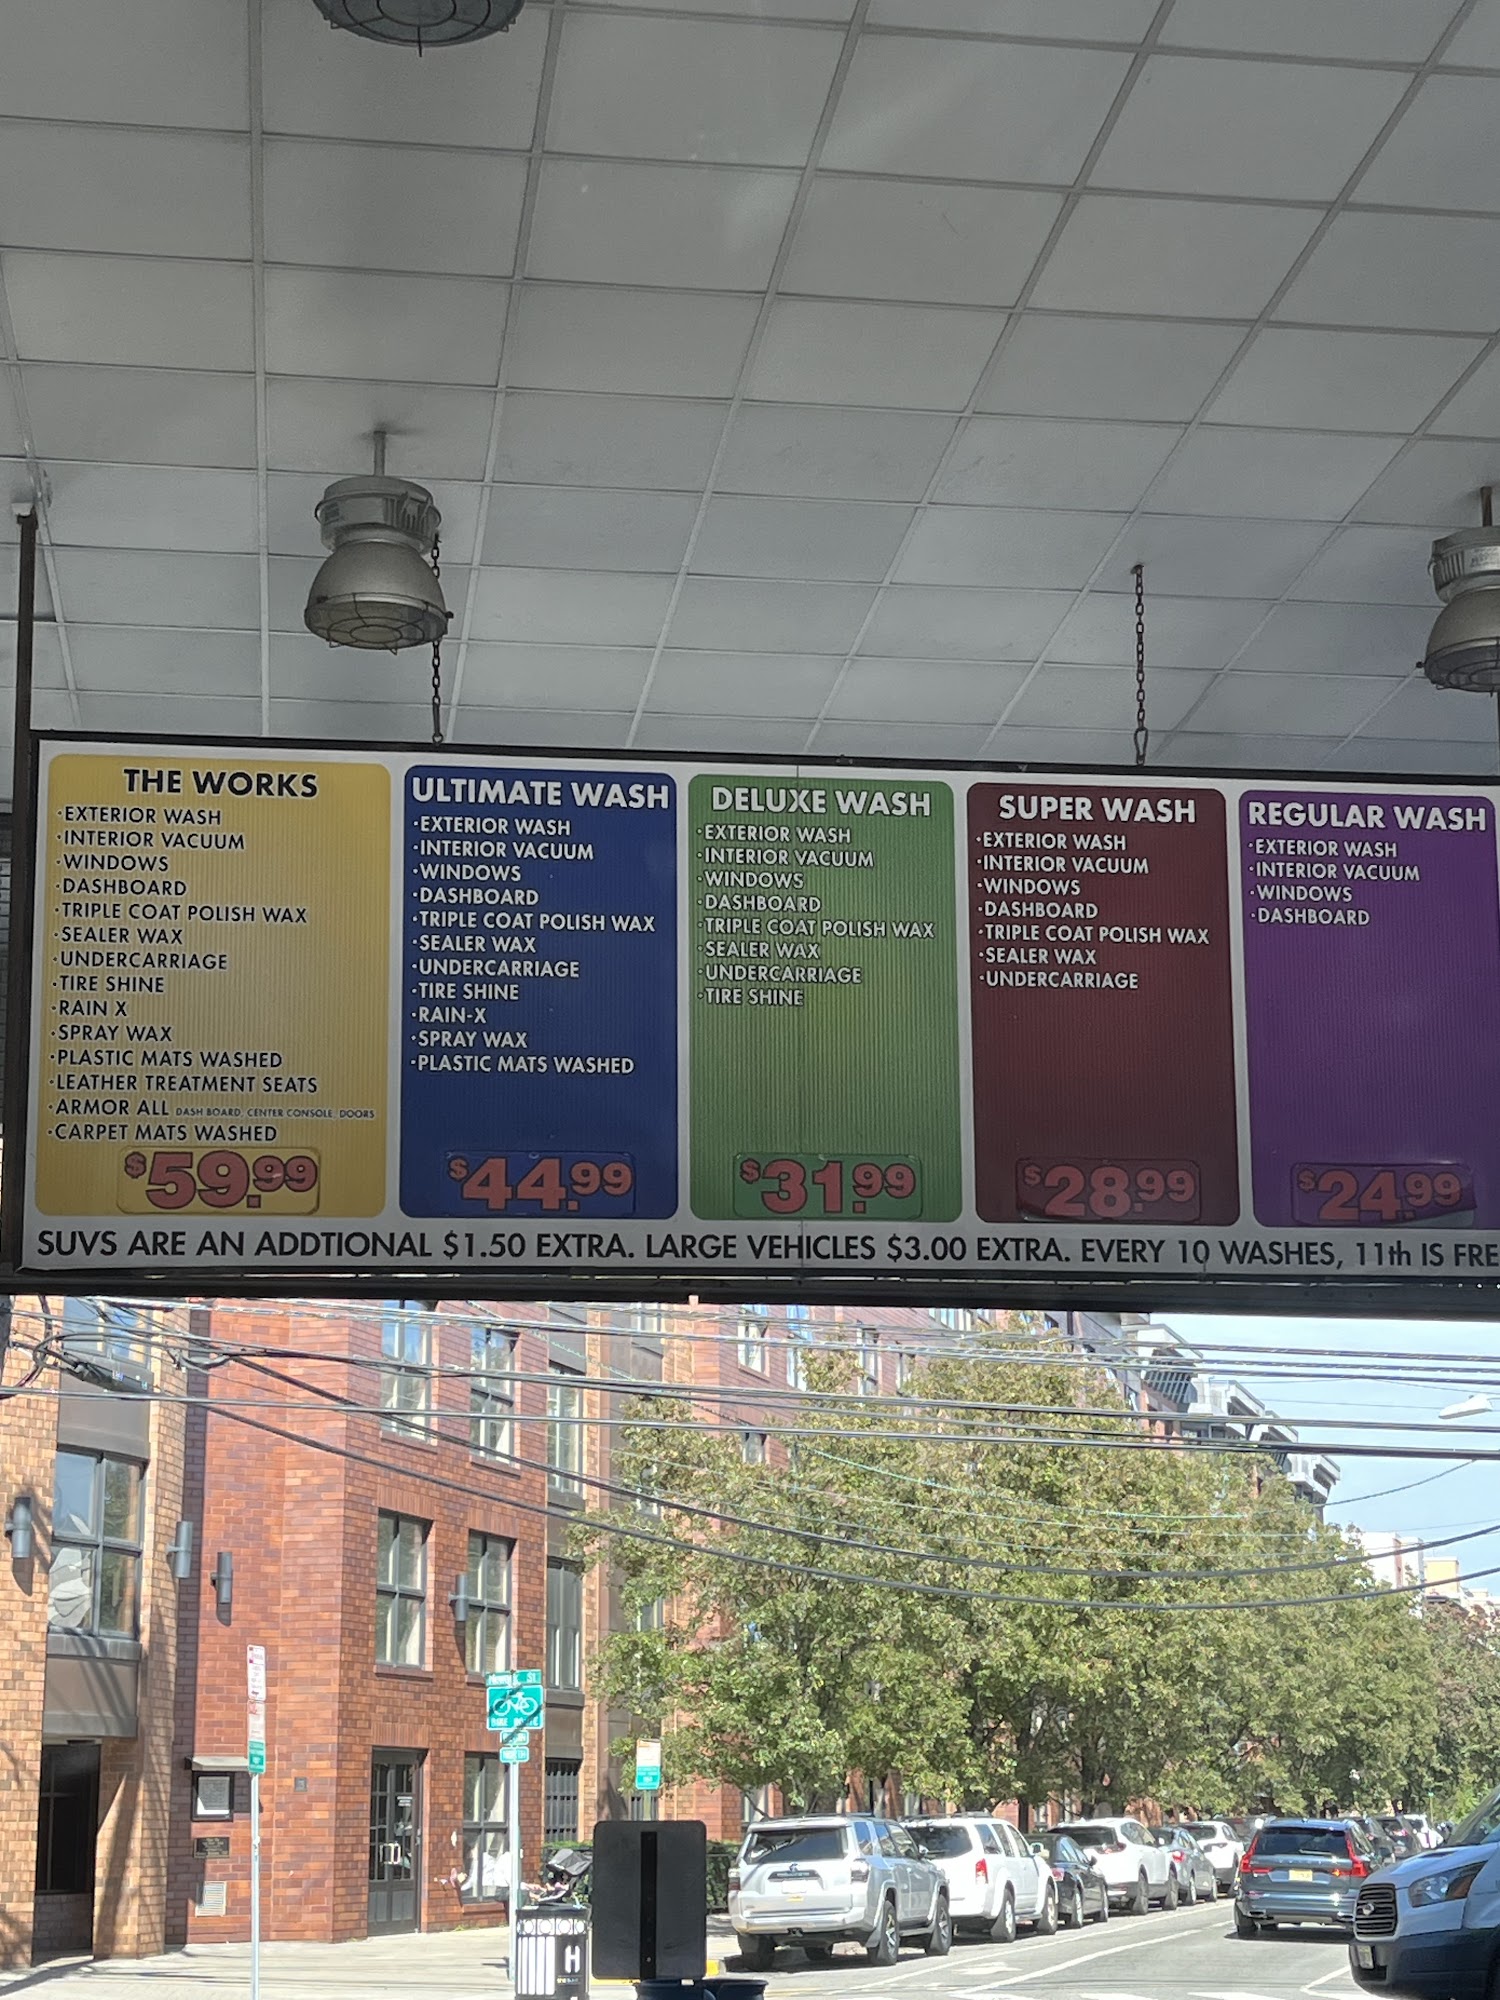 THE WORKS
·EXTERIOR WASH
·INTERIOR VACUUM
·WINDOWS
·DASHBOARD
·TRIPLE COAT POLISH WAX
·SEALER WAX
·UNDERCARRIAGE
·TIRE SHINE
·RAIN X
·SPRAY WAX
·PLASTIC MATS WASHED
·LEATHER TREATMENT SEATS
·ARMOR ALL DASH BOARD, CENTER CONSOLE, DOORS
·CARPET MATS WASHED
$59.99
ULTIMATE WASH
·EXTERIOR WASH
·INTERIOR VACUUM
·WINDOWS
·DASHBOARD
·TRIPLE COAT POLISH WAX
·SEALER WAX
·UNDERCARRIAGE
·TIRE SHINE
·RAIN-X
·SPRAY WAX
·PLASTIC MATS WASHED
$44.99
DELUXE WASH
·EXTERIOR WASH
·INTERIOR VACUUM
·WINDOWS
·DASHBOARD
·TRIPLE COAT POLISH WAX
·SEALER WAX
·UNDERCARRIAGE
·TIRE SHINE
$31.99
SUPER WASH
·EXTERIOR WASH
·INTERIOR VACUUM
·WINDOWS
·DASHBOARD
·TRIPLE COAT POLISH WAX
·SEALER WAX
·UNDERCARRIAGE
$28.99
REGULAR WASH
·EXTERIOR WASH
·INTERIOR VACUUM
·WINDOWS
·DASHBOARD
$24.99
SUVS ARE AN ADDTIONAL $1.50 EXTRA. LARGE VEHICLES $3.00 EXTRA. EVERY 10 WASHES, 11th IS FRE
H